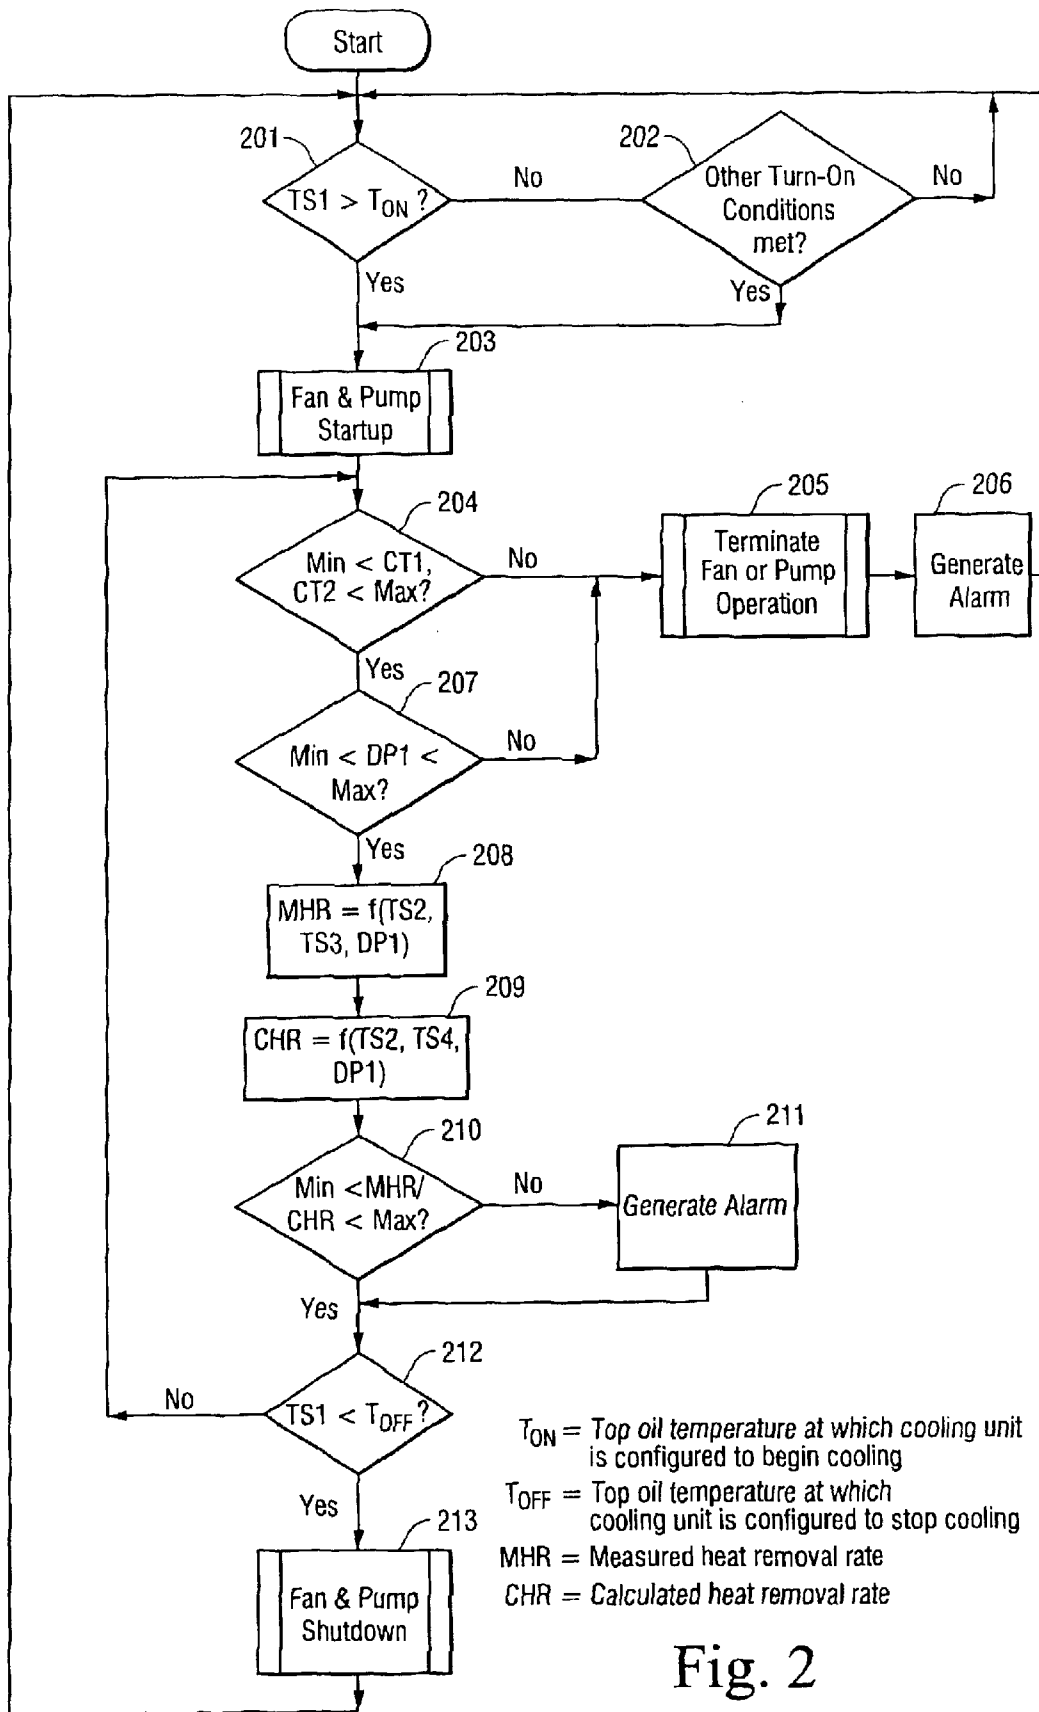 Start
201
TS1 > TON ?
No
202
Other Turn-On
Conditions
met?
No
Yes
Yes
203
Fan & Pump
Startup
204
Min < CT1,
CT2 < Max?
No
205
Terminate
Fan or Pump
Operation
206
Generate
Alarm
Yes
207
Min < DP1 <
Max?
No
Yes
208
MHR = f(TS2,
TS3, DP1)
209
CHR = f(TS2, TS4,
DP1)
210
Min <MHR/
CHR < Max?
No
211
Generate Alarm
Yes
212
TS1 < TOFF ?
No
Yes
213
Fan & Pump
Shutdown
TON = Top oil temperature at which cooling unit
is configured to begin cooling
TOFF = Top oil temperature at which
cooling unit is configured to stop cooling
MHR = Measured heat removal rate
CHR = Calculated heat removal rate
Fig. 2